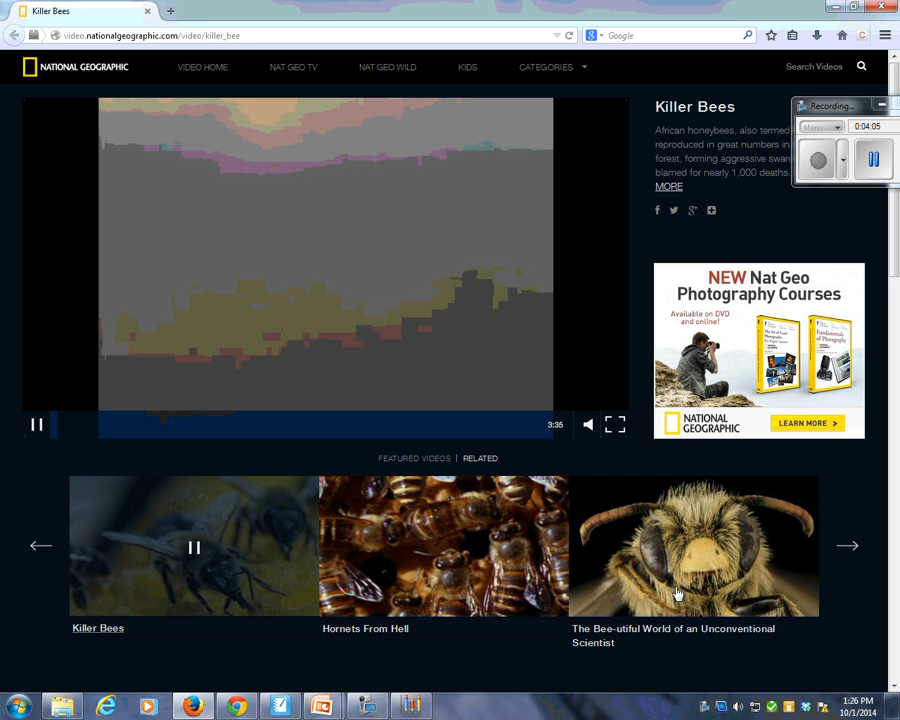 Killer Bees
video.nationalgeographic.com/video/killer_bee
Google
NATIONAL GEOGRAPHIC
VIDEO HOME
NAT GEO TV
NAT GEO WILD
KIDS
CATEGORIES
Search Videos
Killer Bees
African honeybees, also termed
reproduced in great numbers in
forest, forming aggressive
blamed for nearly 1,000 deaths.
MORE
Recording...
Menu
0:04:05
NEW Nat Geo
Photography Courses
Available on DVD
and online!
Fundamentals
of Photography
NATIONAL
GEOGRAPHIC
LEARN MORE
3:35
FEATURED VIDEOS | RELATED
Killer Bees
Hornets From Hell
The Bee-utiful World of an Unconventional
Scientist
1:26 PM
10/1/2014